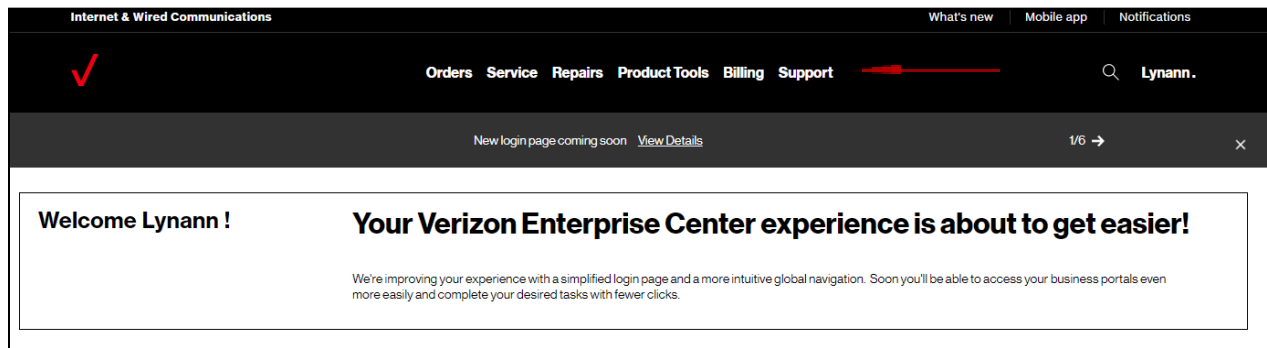 Internet & Wired Communications What's new Mobile app Notifications
Orders Service Repairs Product Tools Billing Support Lynann.
New login page coming soon View Details 1/6
Welcome Lynann !
Your Verizon Enterprise Center experience is about to get easier!
We're improving your experience with a simplified login page and a more intuitive global navigation. Soon you'll be able to access your business portals even
more easily and complete your desired tasks with fewer clicks.